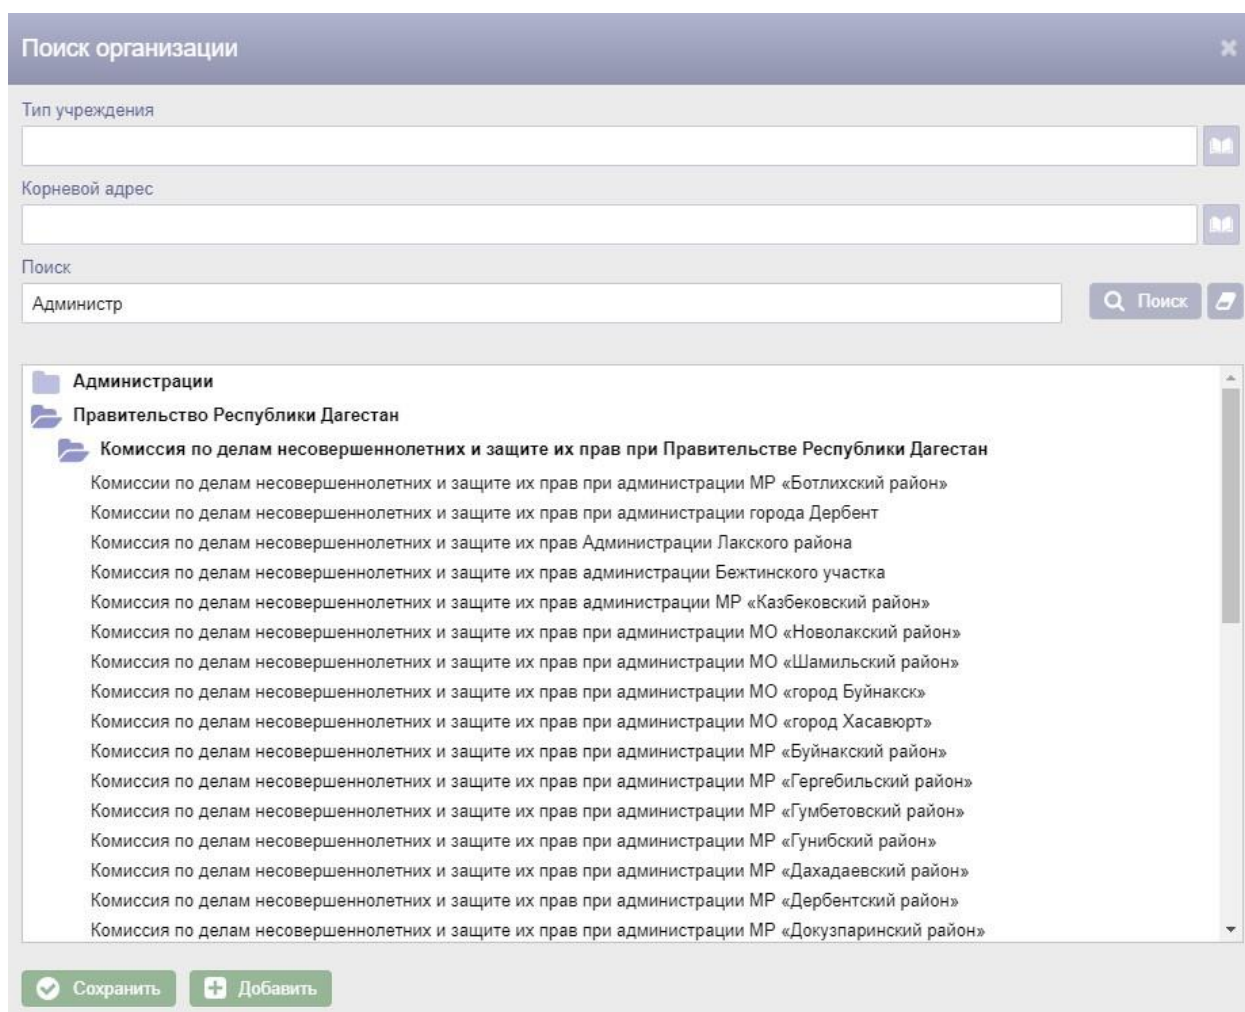 Поиск организации
Тип учреждения
Корневой адрес
Поиск
Администр
Поиск
Администрации
Правительство Республики Дагестан
Комиссия по делам несовершеннолетних и защите их прав при Правительстве Республики Дагестан
Комиссии по делам несовершеннолетних и защите их прав при администрации МР «Ботлихский район»
Комиссии по делам несовершеннолетних и защите их прав при администрации города Дербент
Комиссия по делам несовершеннолетних и защите их прав Администрации Лакского района
Комиссия по делам несовершеннолетних и защите их прав администрации Бежтинского участка
Комиссия по делам несовершеннолетних и защите их прав администрации МР «Казбековский район»
Комиссия по делам несовершеннолетних и защите их прав при администрации МО «Новолакский район»
Комиссия по делам несовершеннолетних и защите их прав при администрации МО «Шамильский район»
Комиссия по делам несовершеннолетних и защите их прав при администрации МО «город Буйнакск»
Комиссия по делам несовершеннолетних и защите их прав при администрации МО «город Хасавюрт»
Комиссия по делам несовершеннолетних и защите их прав при администрации МР «Буйнакский район»
Комиссия по делам несовершеннолетних и защите их прав при администрации МР «Гергебильский район»
Комиссия по делам несовершеннолетних и защите их прав при администрации МР «Гумбетовский район»
Комиссия по делам несовершеннолетних и защите их прав при администрации МР «Гунибский район»
Комиссия по делам несовершеннолетних и защите их прав при администрации МР «Дахадаевский район»
Комиссия по делам несовершеннолетних и защите их прав при администрации МР «Дербентский район»
Комиссия по делам несовершеннолетних и защите их прав при администрации МР «Докузпаринский район»
Сохранить
Добавить